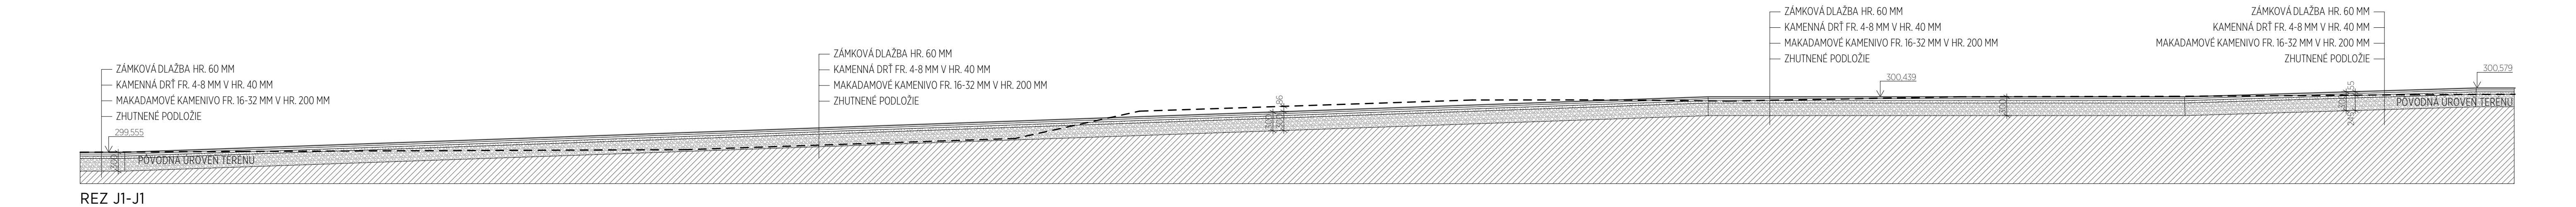 ZÁMKOVÁ DLAŽBA HR. 60 MM
KAMENNÁ DRŤ FR. 4-8 MM V HR. 40 MM
MAKADAMOVÉ KAMENIVO FR. 16-32 MM V HR. 200 MM
ZHUTNENÉ PODLOŽIE
299,555
PÔVODNÁ ÚROVEŇ TERÉNU
ZÁMKOVÁ DLAŽBA HR. 60 MM
KAMENNÁ DRŤ FR. 4-8 MM V HR. 40 MM
MAKADAMOVÉ KAMENIVO FR. 16-32 MM V HR. 200 MM
ZHUTNENÉ PODLOŽIE
86
ZÁMKOVÁ DLAŽBA HR. 60 MM
KAMENNÁ DRŤ FR. 4-8 MM V HR. 40 MM
MAKADAMOVÉ KAMENIVO FR. 16-32 MM V HR. 200 MM
ZHUTNENÉ PODLOŽIE
300,439
300
ZÁMKOVÁ DLAŽBA HR. 60 MM
KAMENNÁ DRŤ FR. 4-8 MM V HR. 40 MM
MAKADAMOVÉ KAMENIVO FR. 16-32 MM V HR. 200 MM
ZHUTNENÉ PODLOŽIE
300,579
55
245
PÔVODNÁ ÚROVEŇ TERÉNU
REZ J1-J1